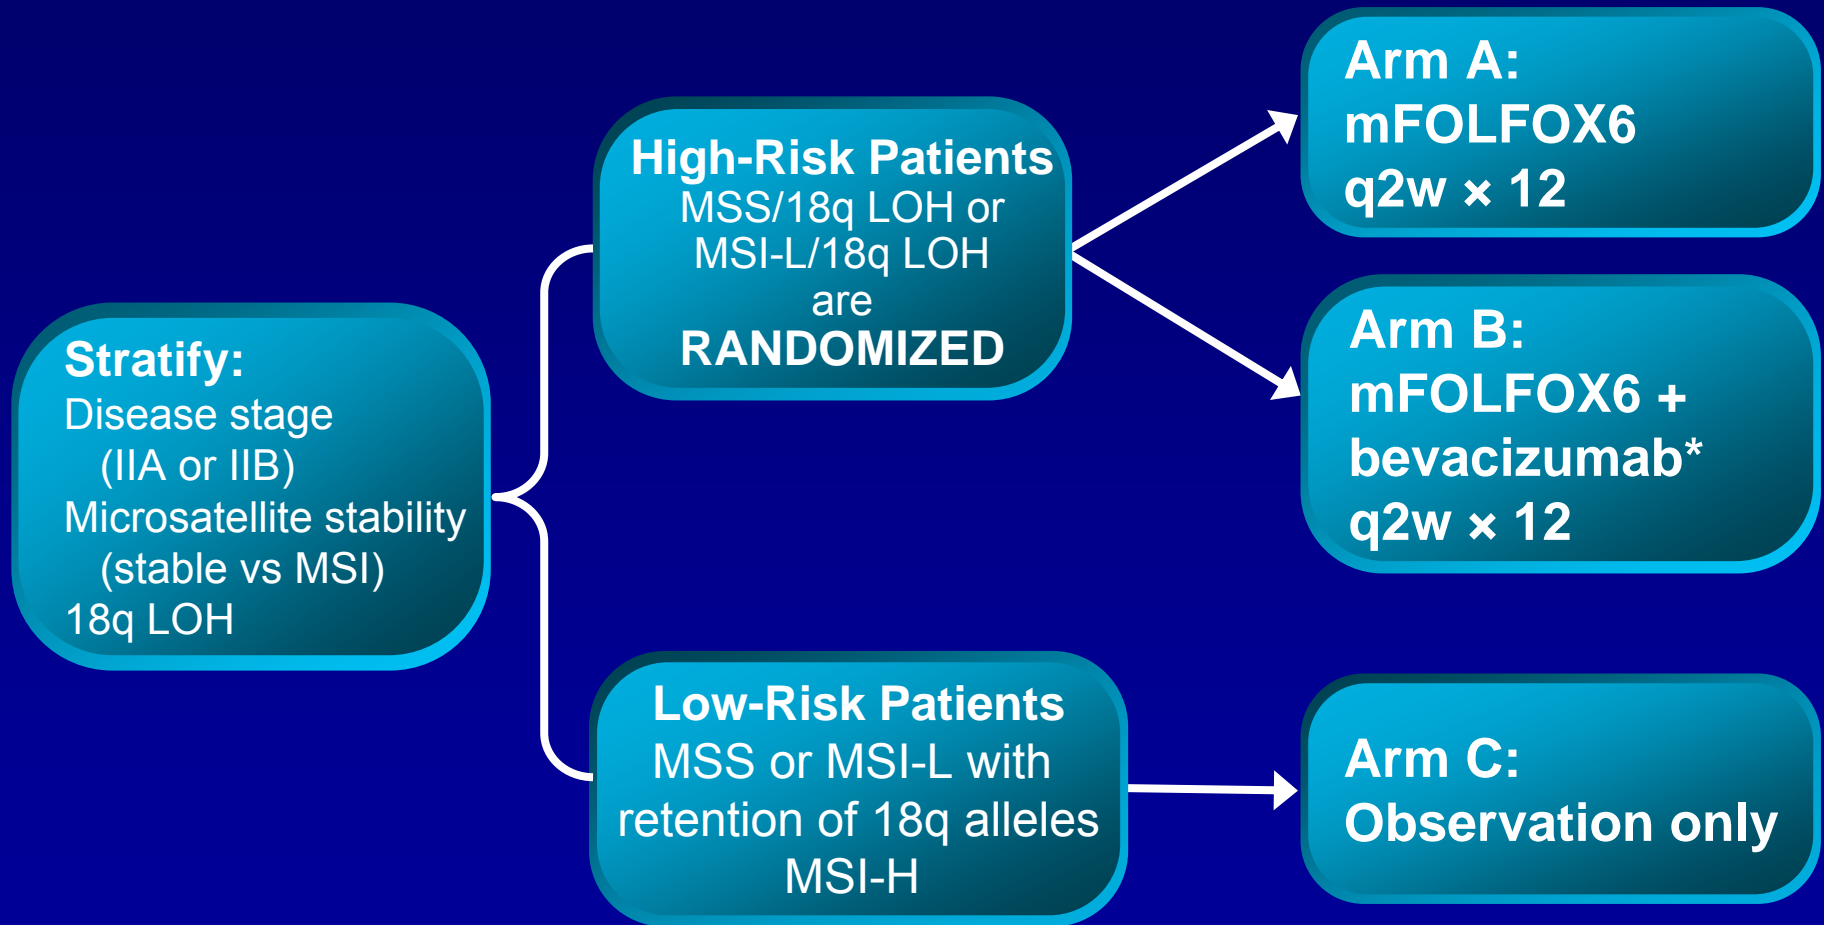 Stratify:
Disease stage
(IIA or IIB)
Microsatellite stability
(stable vs MSI)
18q LOH
High-Risk Patients
MSS/18q LOH or
MSI-L/18q LOH
are
RANDOMIZED
Low-Risk Patients
MSS or MSI-L with
retention of 18q alleles
MSI-H
Arm A:
mFOLFOX6
q2w × 12
Arm B:
mFOLFOX6 +
bevacizumab*
q2w × 12
Arm C:
Observation only